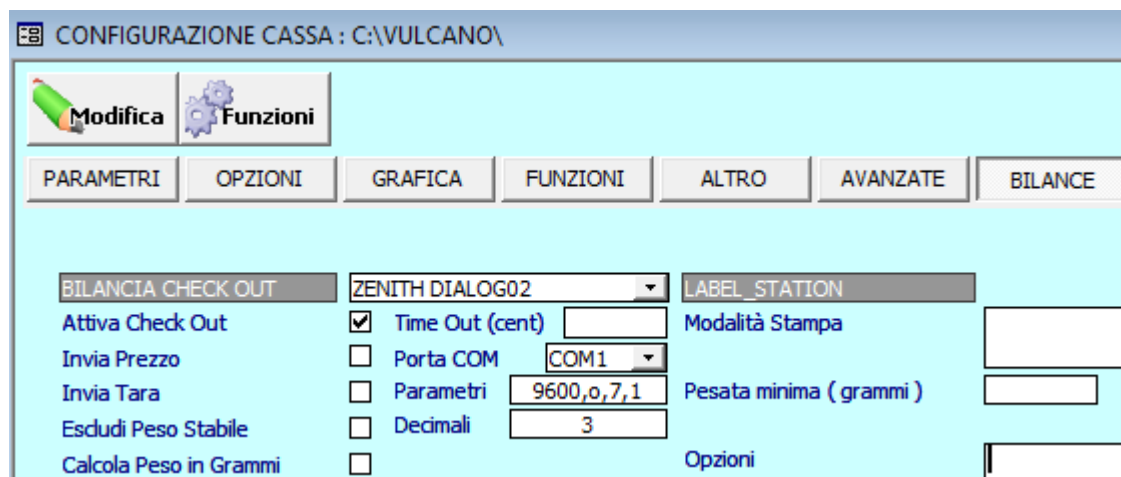 CONFIGURAZIONE CASSA : C:\VULCANO\
Modifica Funzioni
PARAMETRI OPZIONI GRAFICA FUNZIONI ALTRO AVANZATE BILANCE
BILANCIA CHECK OUT ZENITH DIALOG02 LABEL_STATION
Attiva Check Out Time Out (cent) Modalità Stampa
Invia Prezzo Porta COM COM1
Invia Tara Parametri 9600,o,7,1 Pesata minima ( grammi )
Escludi Peso Stabile Decimali 3
Calcola Peso in Grammi Opzioni